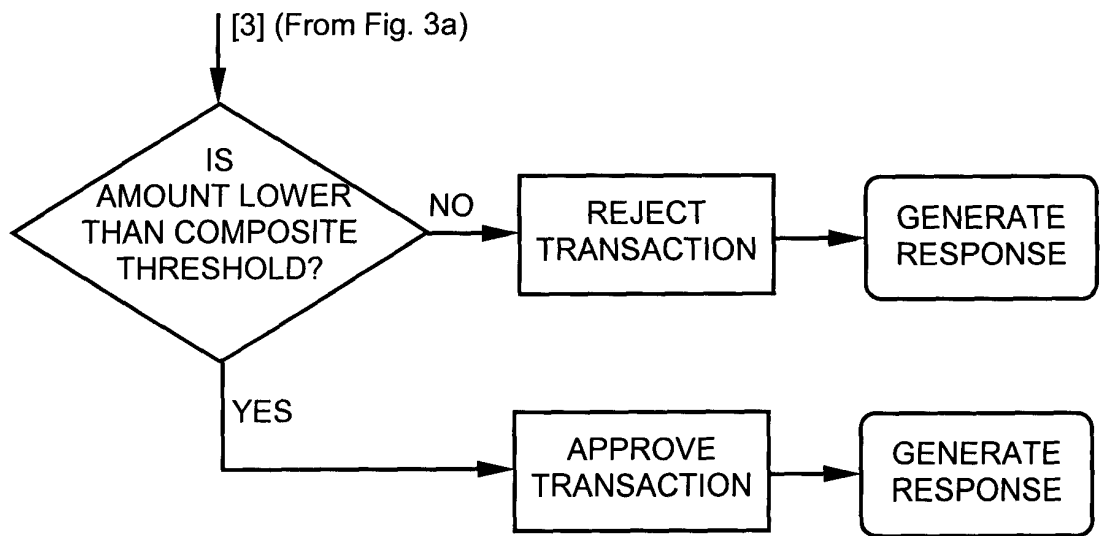 [3] (From Fig. 3a)
IS
AMOUNT LOWER
THAN COMPOSITE
THRESHOLD?
NO
REJECT
TRANSACTION
GENERATE
RESPONSE
YES
APPROVE
TRANSACTION
GENERATE
RESPONSE